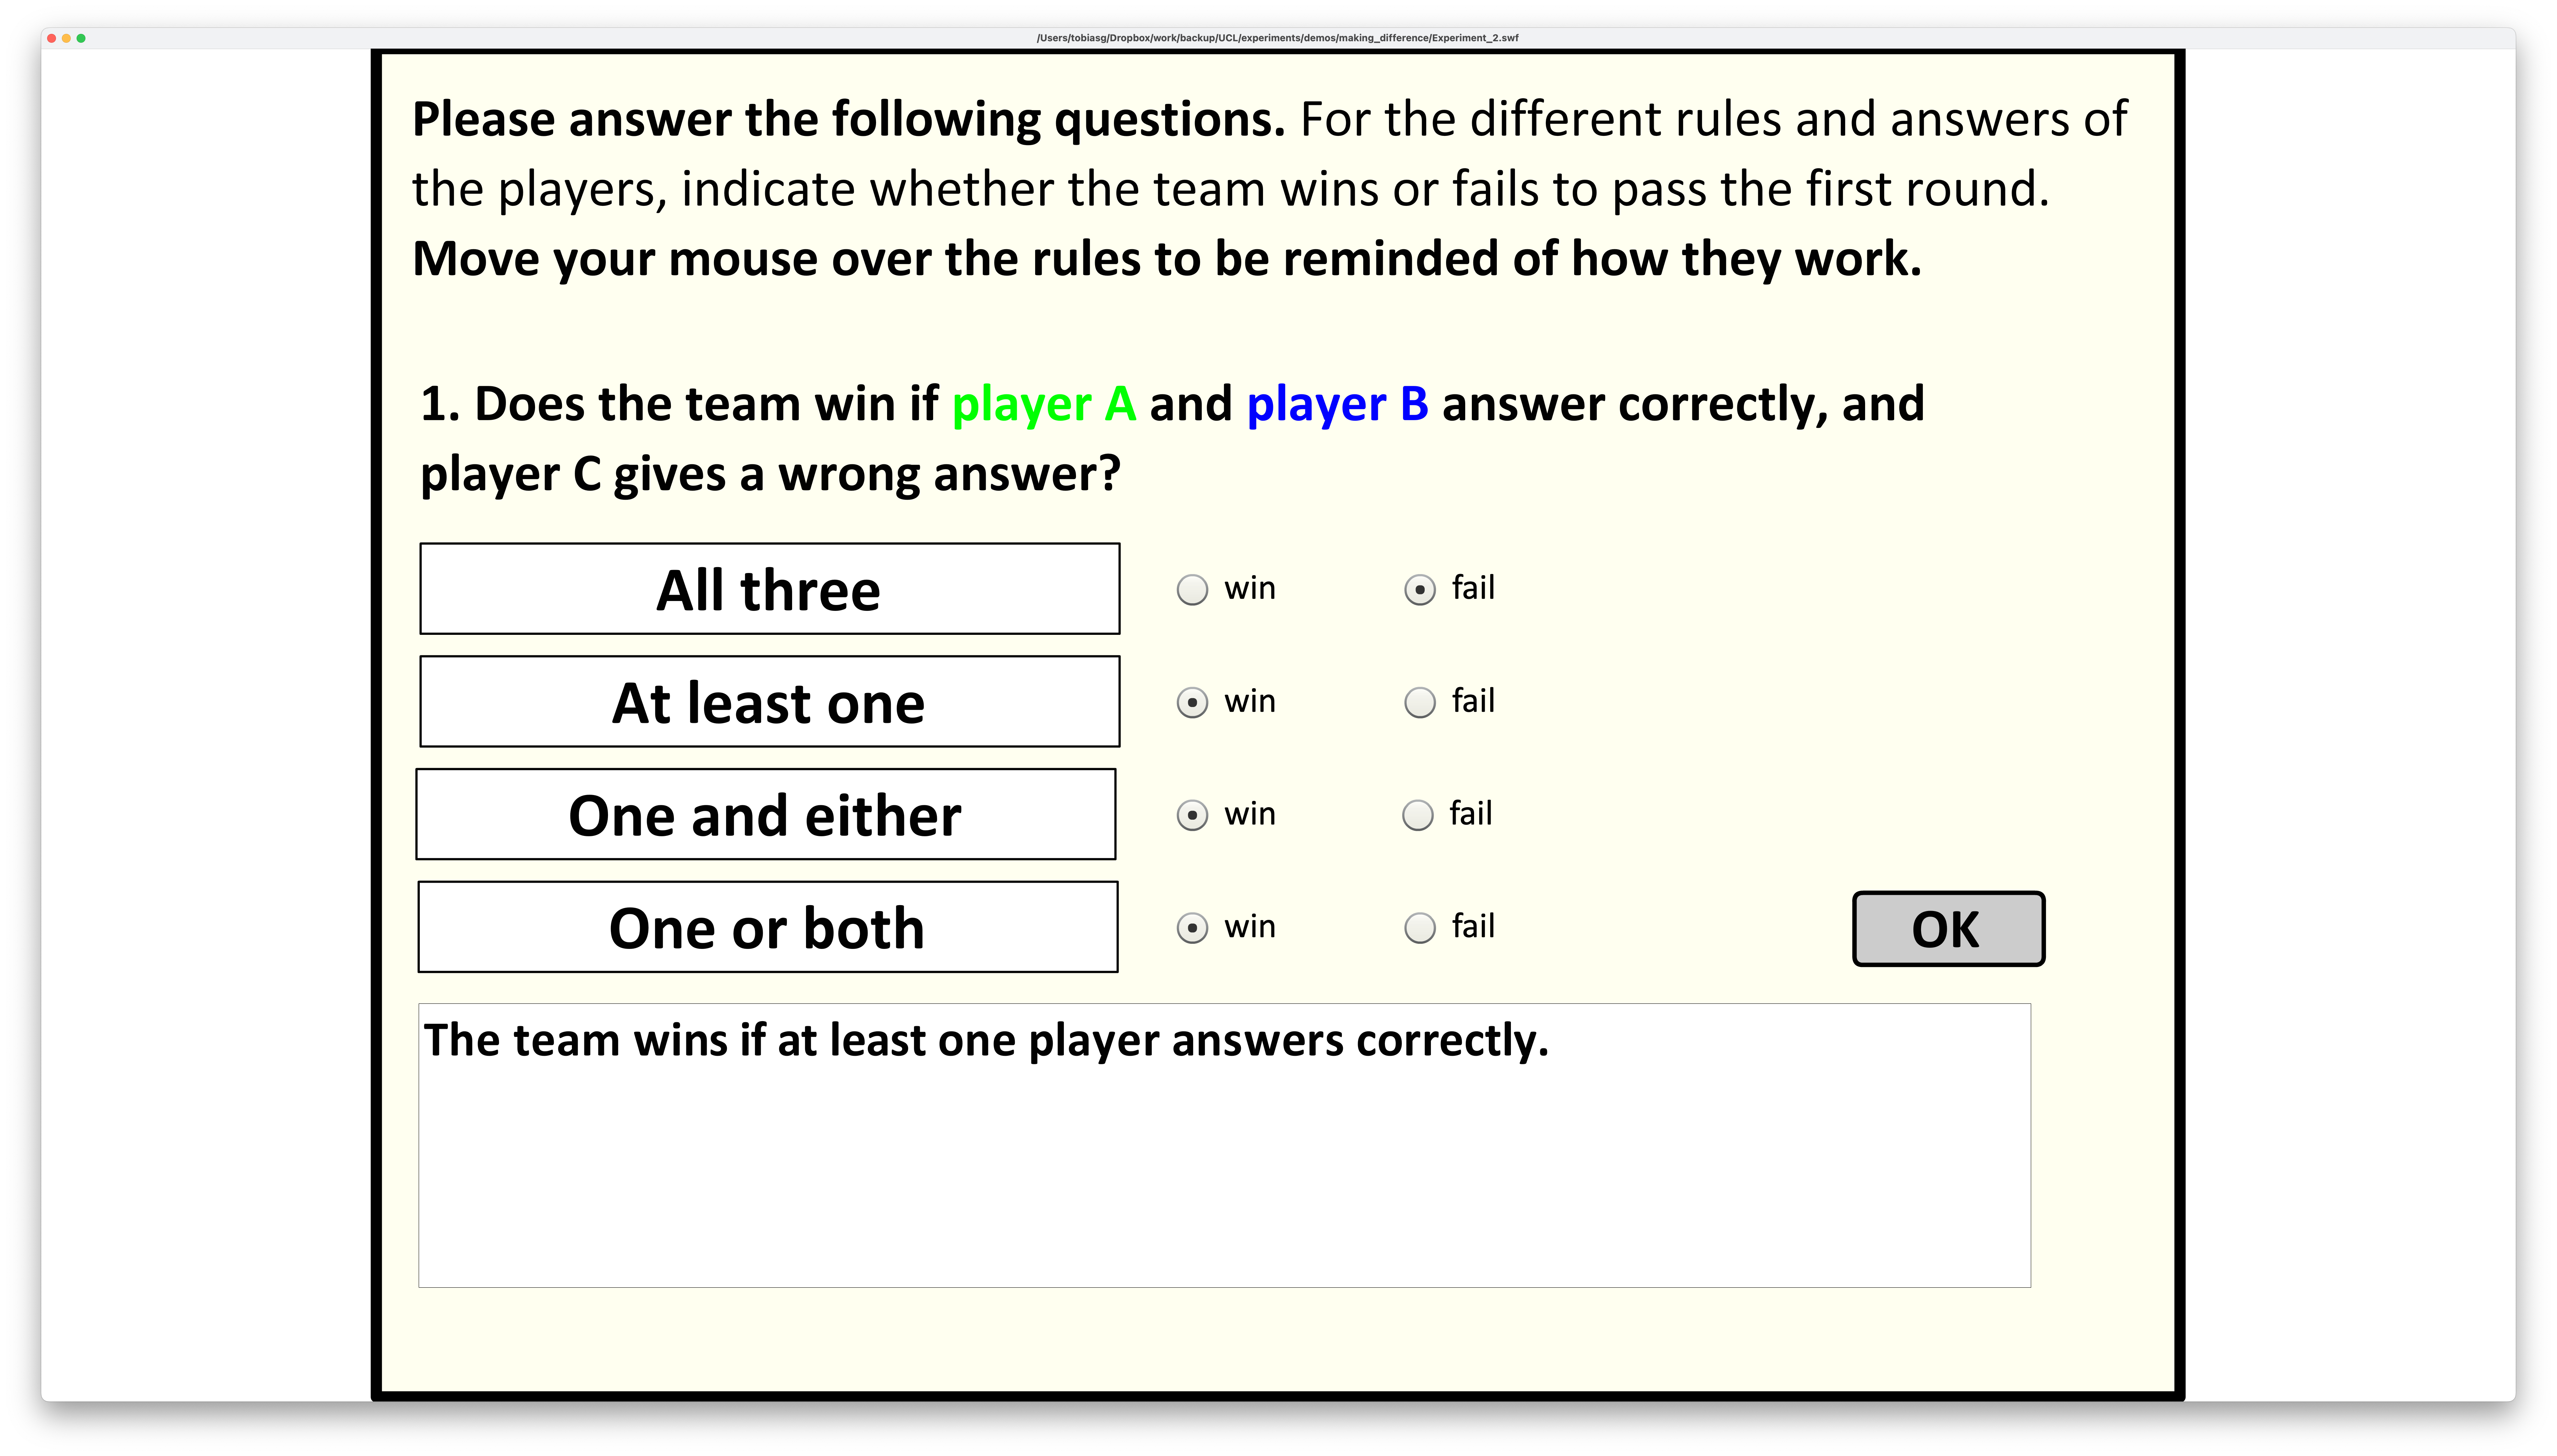 /Users/tobiasg/Dropbox/work/backup/UCL/experiments/demos/making_difference/Experiment_2.swf
Please answer the following questions. For the different rules and answers of
the players, indicate whether the team wins or fails to pass the first round.
Move your mouse over the rules to be reminded of how they work.
1. Does the team win if player A and player B answer correctly, and
player C gives a wrong answer?
All three win fail
At least one win fail
One and either win fail
One or both win fail
OK
The team wins if at least one player answers correctly.